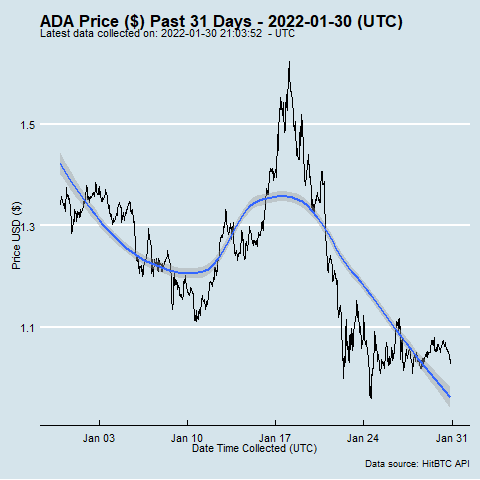 ADA Price ($) Past 31 Days - 2022-01-30 (UTC)
Latest data collected on: 2022-01-30 21:03:52 - UTC
1.5
1.3
1.1
Price USD ($)
Jan 03 Jan 10 Jan 17 Jan 24 Jan 31
Date Time Collected (UTC)
Data source: HitBTC API